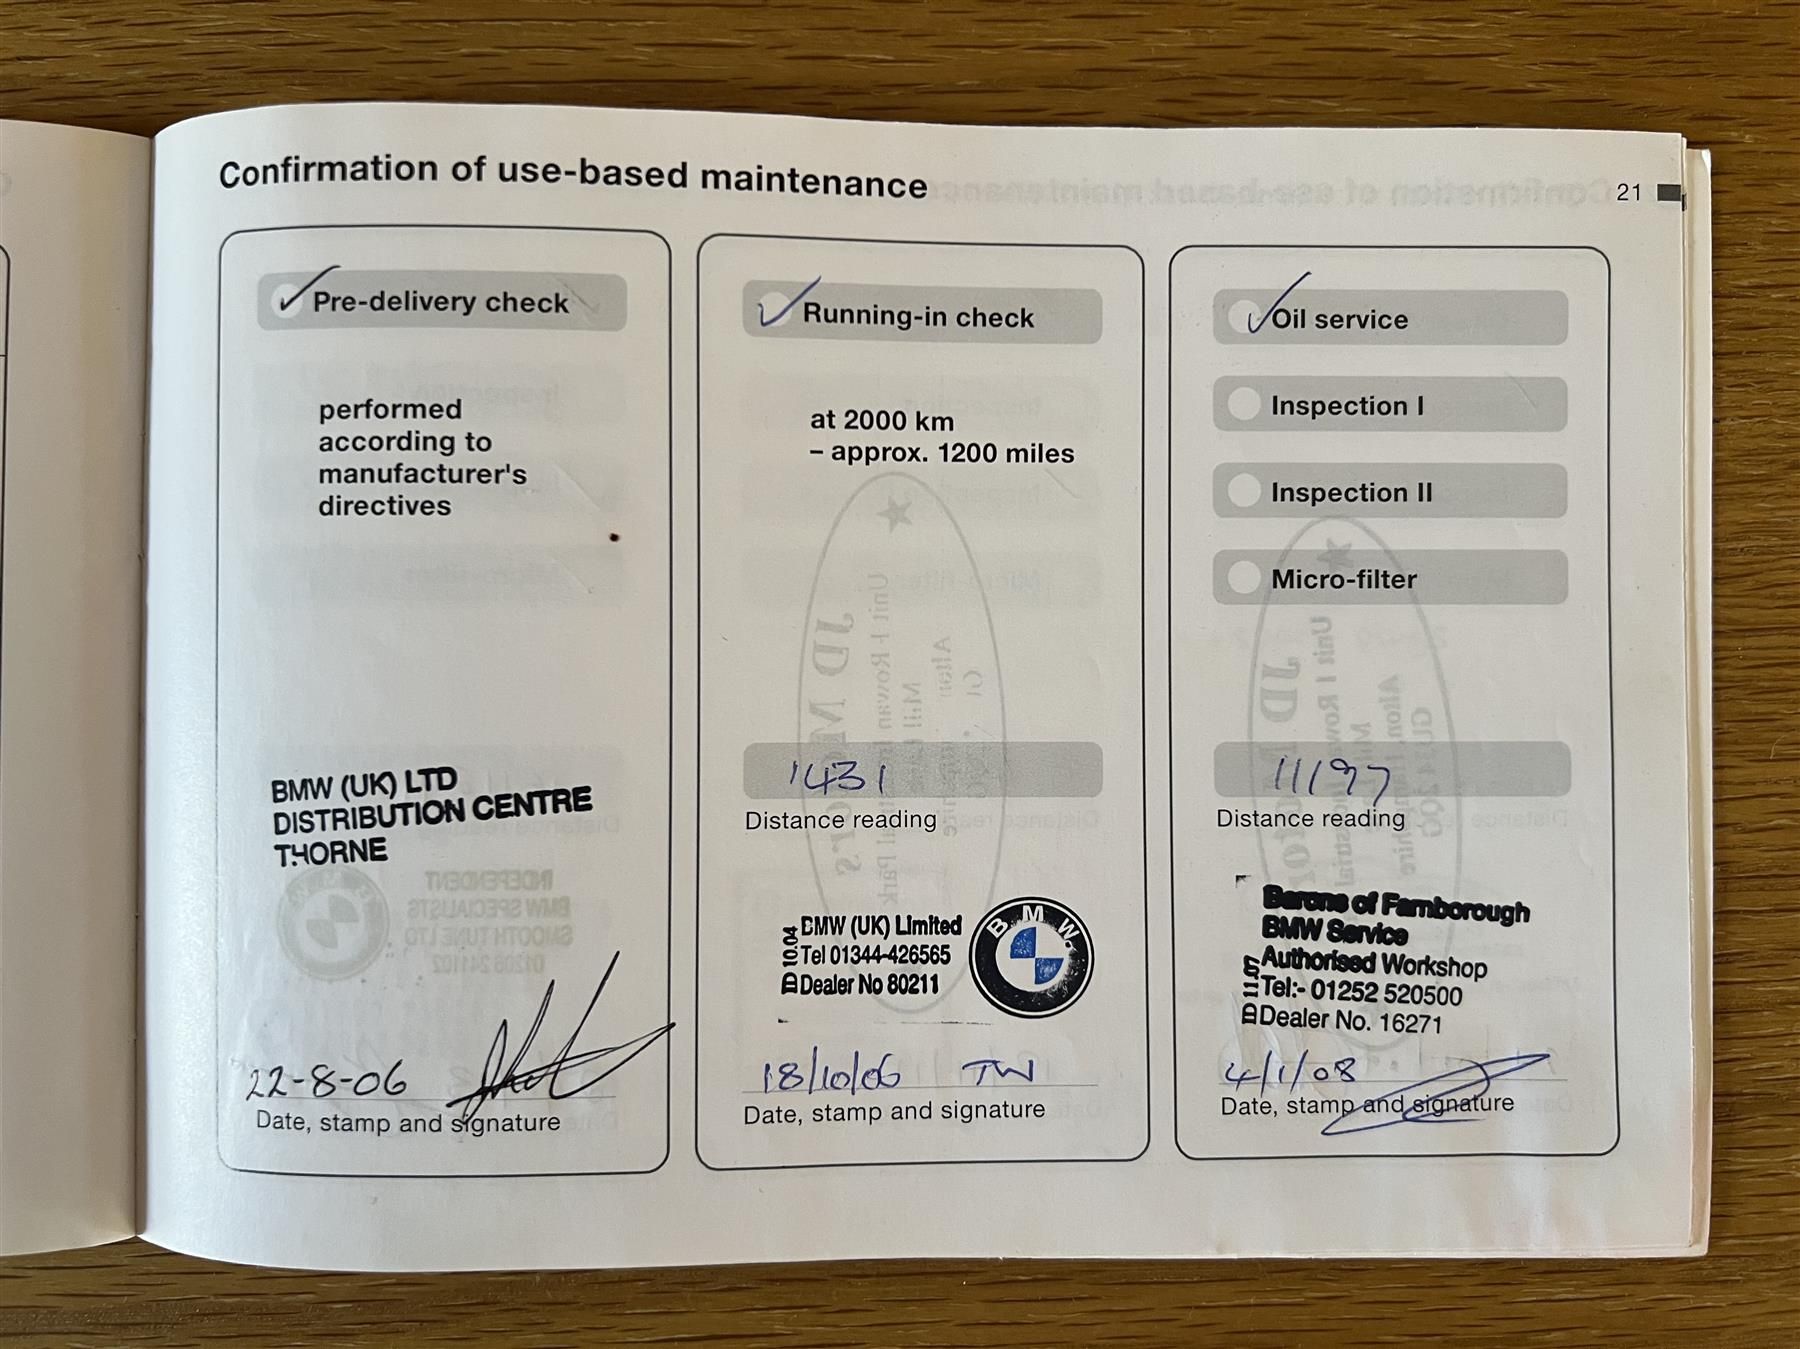 Confirmation of use-based maintenance
21
Pre-delivery check
performed
according to
manufacturer's
directives
BMW (UK) LTD
DISTRIBUTION CENTRE
THORNE
22-8-06
Date, stamp and signature
Running-in check
at 2000 km
– approx. 1200 miles
1431
Distance reading
BMW (UK) Limited
Tel 01344-426565
Dealer No 80211
10.04
BMW
18/10/06 TW
Date, stamp and signature
Oil service
Inspection I
Inspection II
Micro-filter
11197
Distance reading
Barons of Farnborough
BMW Service
Authorised Workshop
Tel:- 01252 520500
Dealer No. 16271
4/1/08
Date, stamp and signature